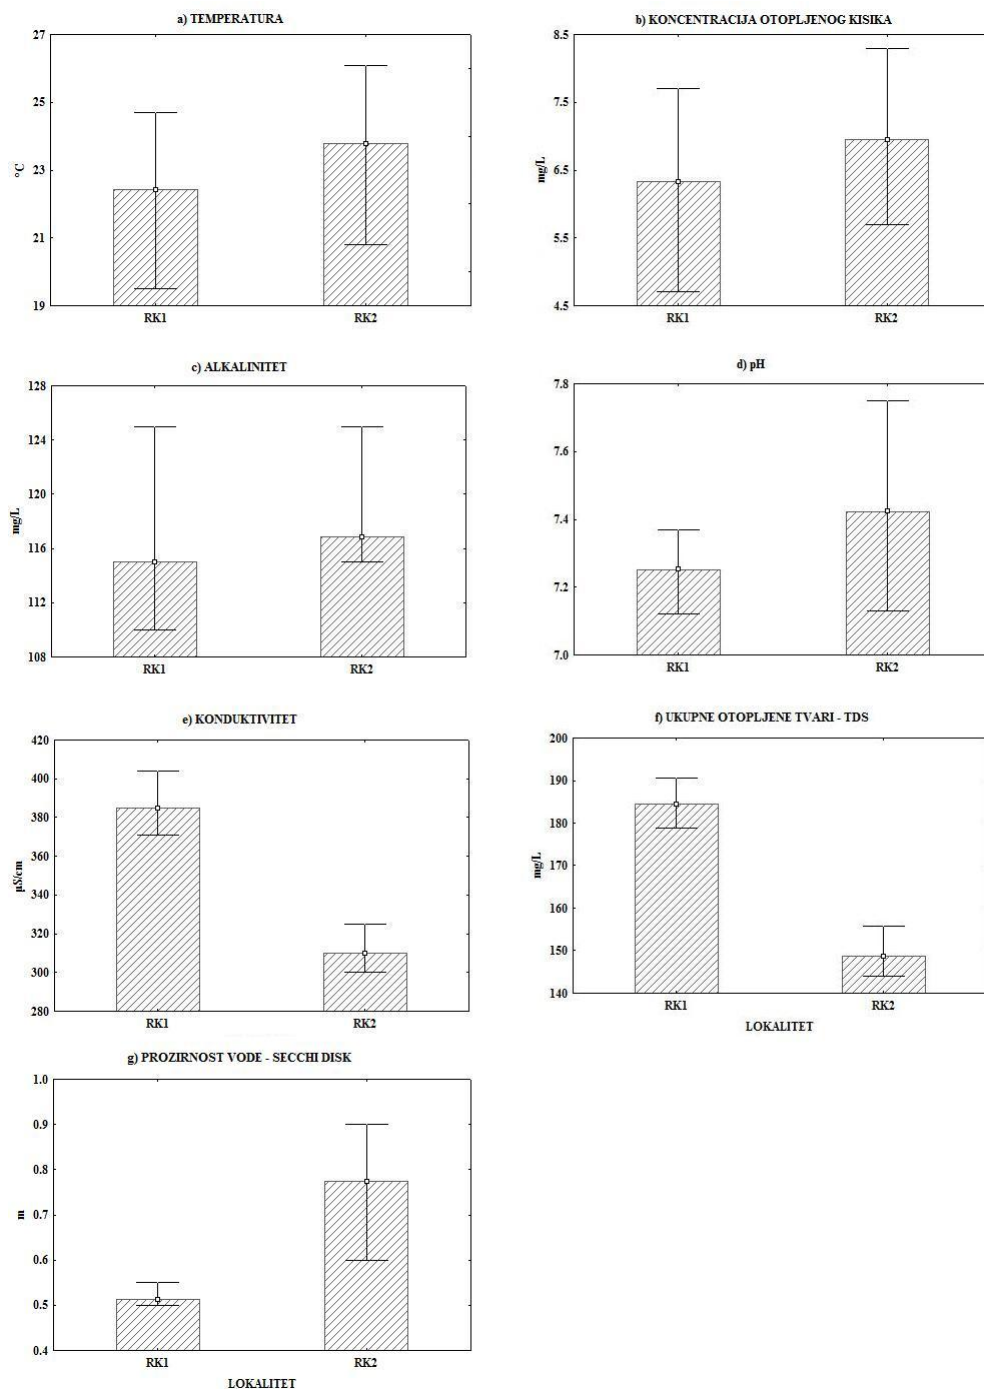 a) TEMPERATURA
27
25
23
21
19
°C
RK1 RK2
b) KONCENTRACIJA OTOPLJENOG KISIKA
8.5
7.5
6.5
5.5
4.5
mg/L
RK1 RK2
c) ALKALINITET
128
124
120
116
112
108
mg/L
RK1 RK2
d) pH
7.8
7.6
7.4
7.2
7.0
RK1 RK2
e) KONDUKTIVITET
420
400
380
360
340
320
300
280
µS/cm
RK1 RK2
f) UKUPNE OTOPLJENE TVARI - TDS
200
190
180
170
160
150
140
mg/L
RK1 RK2
LOKALITET
g) PROZIRNOST VODE - SECCHI DISK
1.0
0.9
0.8
0.7
0.6
0.5
0.4
m
RK1 RK2
LOKALITET